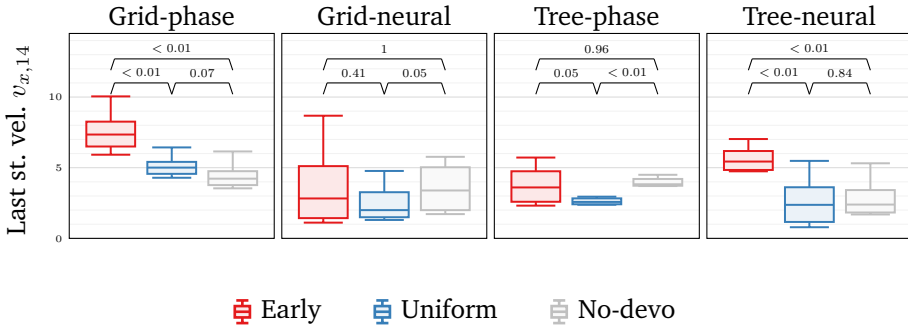 Grid-phase Grid-neural Tree-phase Tree-neural
< 0.01 1 0.96 < 0.01
< 0.01 0.07 0.41 0.05 0.05 < 0.01 < 0.01 0.84
Last st. vel. v_{x,14}
10
5
0
Early Uniform No-devo